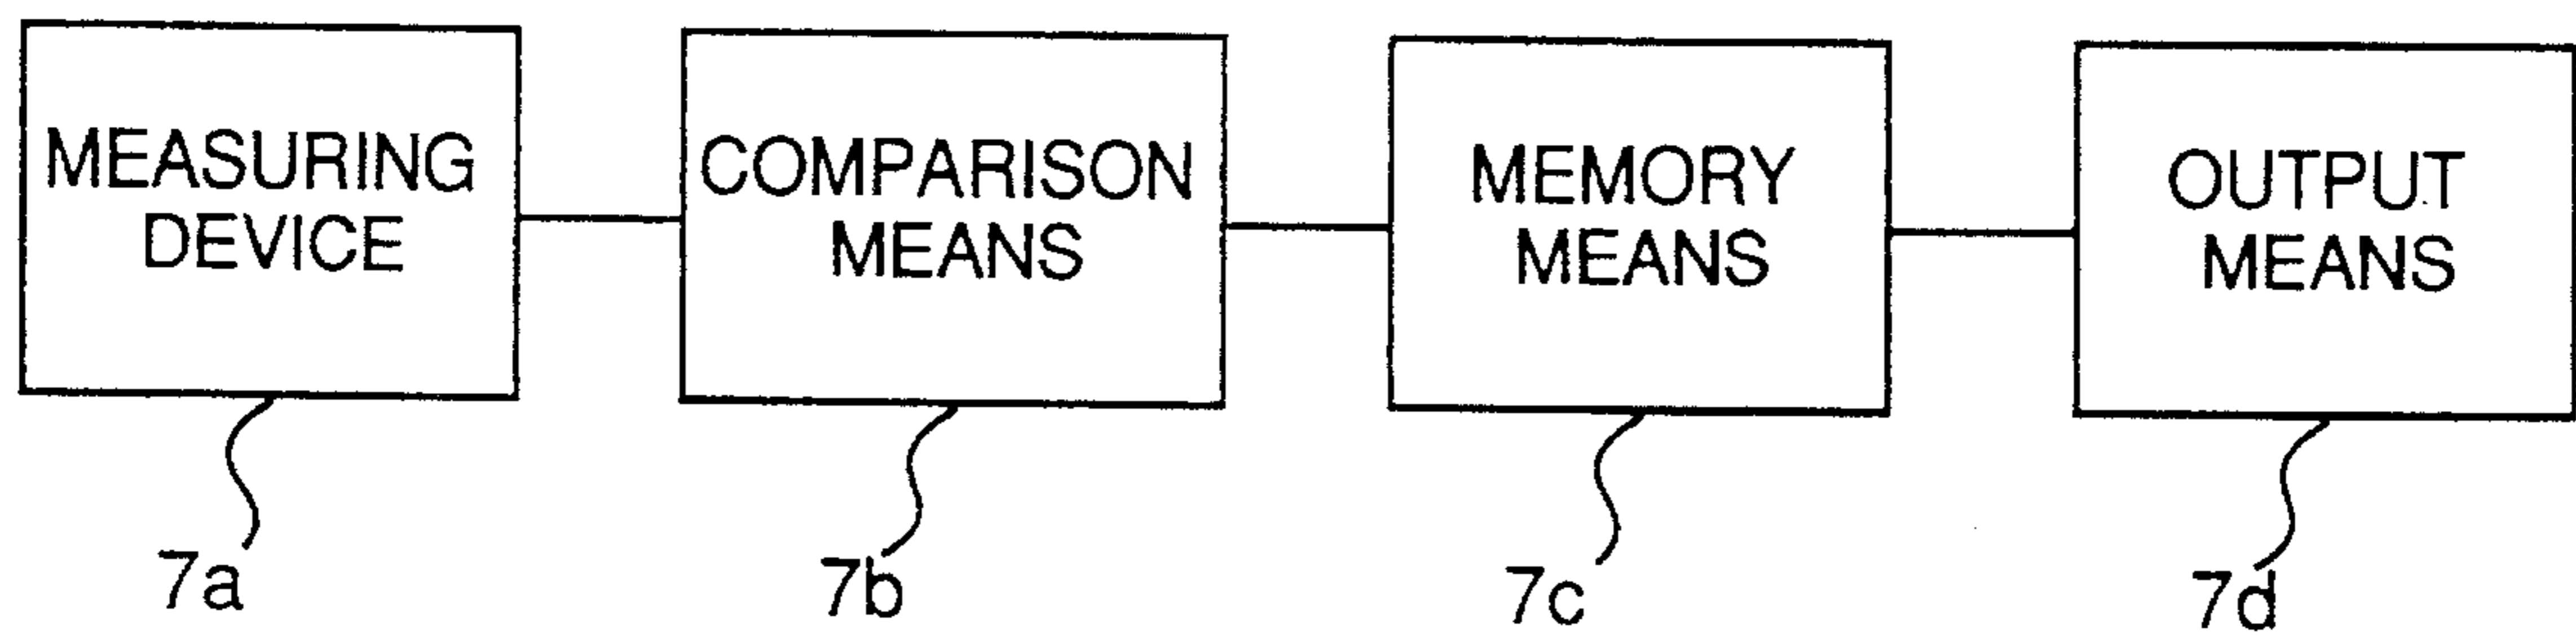 MEASURING
DEVICE
COMPARISON
MEANS
MEMORY
MEANS
OUTPUT
MEANS
7a
7b
7c
7d